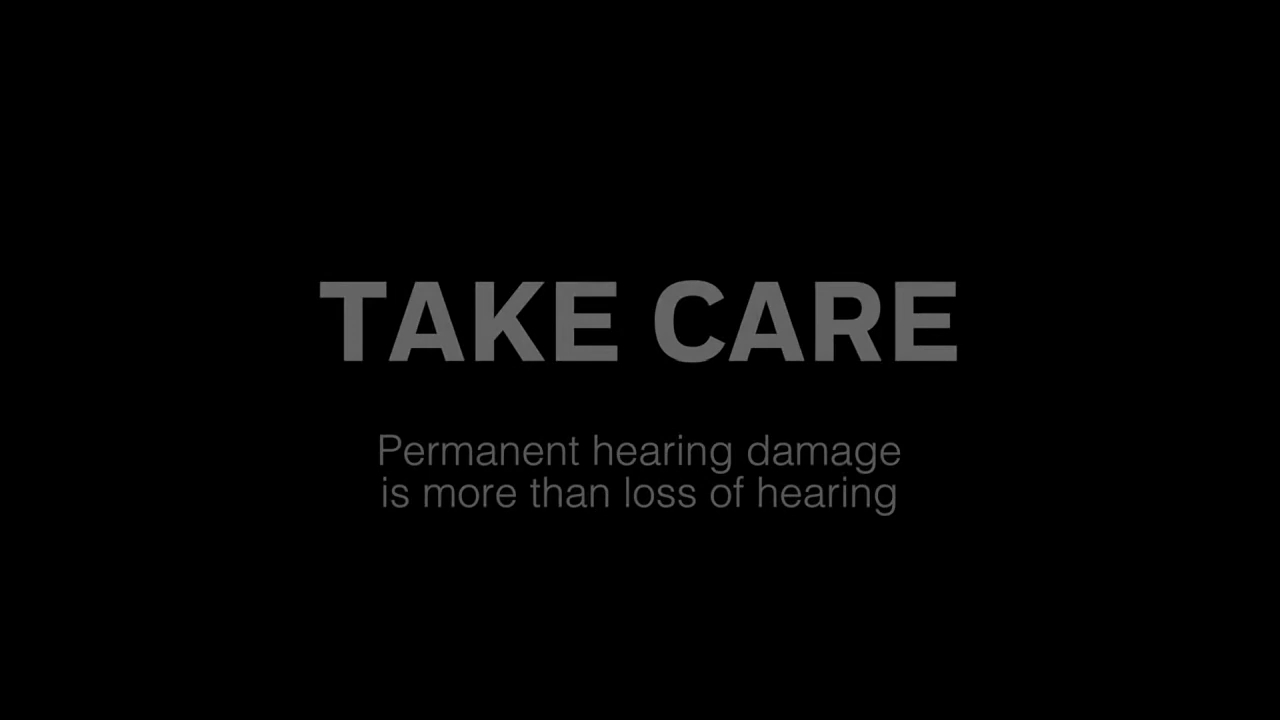 TAKE CARE
Permanent hearing damage
is more than loss of hearing